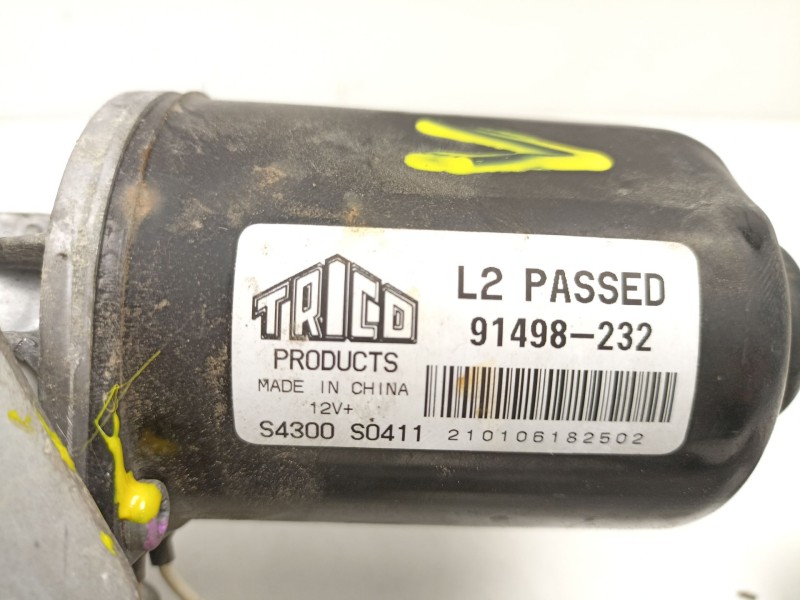 TRICO
PRODUCTS
MADE IN CHINA
12V+
S4300 S0411
L2 PASSED
91498-232
210106182502